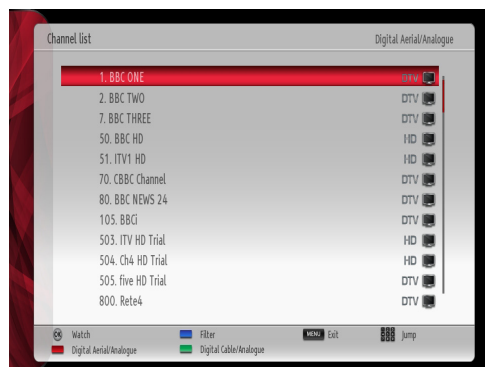 Channel list Digital Aerial/Analogue
1. BBC ONE DTV
2. BBC TWO DTV
7. BBC THREE DTV
50. BBC HD HD
51. ITV1 HD HD
70. CBBC Channel DTV
80. BBC NEWS 24 DTV
105. BBCi DTV
503. ITV HD Trial HD
504. Ch4 HD Trial HD
505. five HD Trial DTV
800. Rete4 DTV
OK Watch Filter MENU Exit Jump
Digital Aerial/Analogue Digital Cable/Analogue